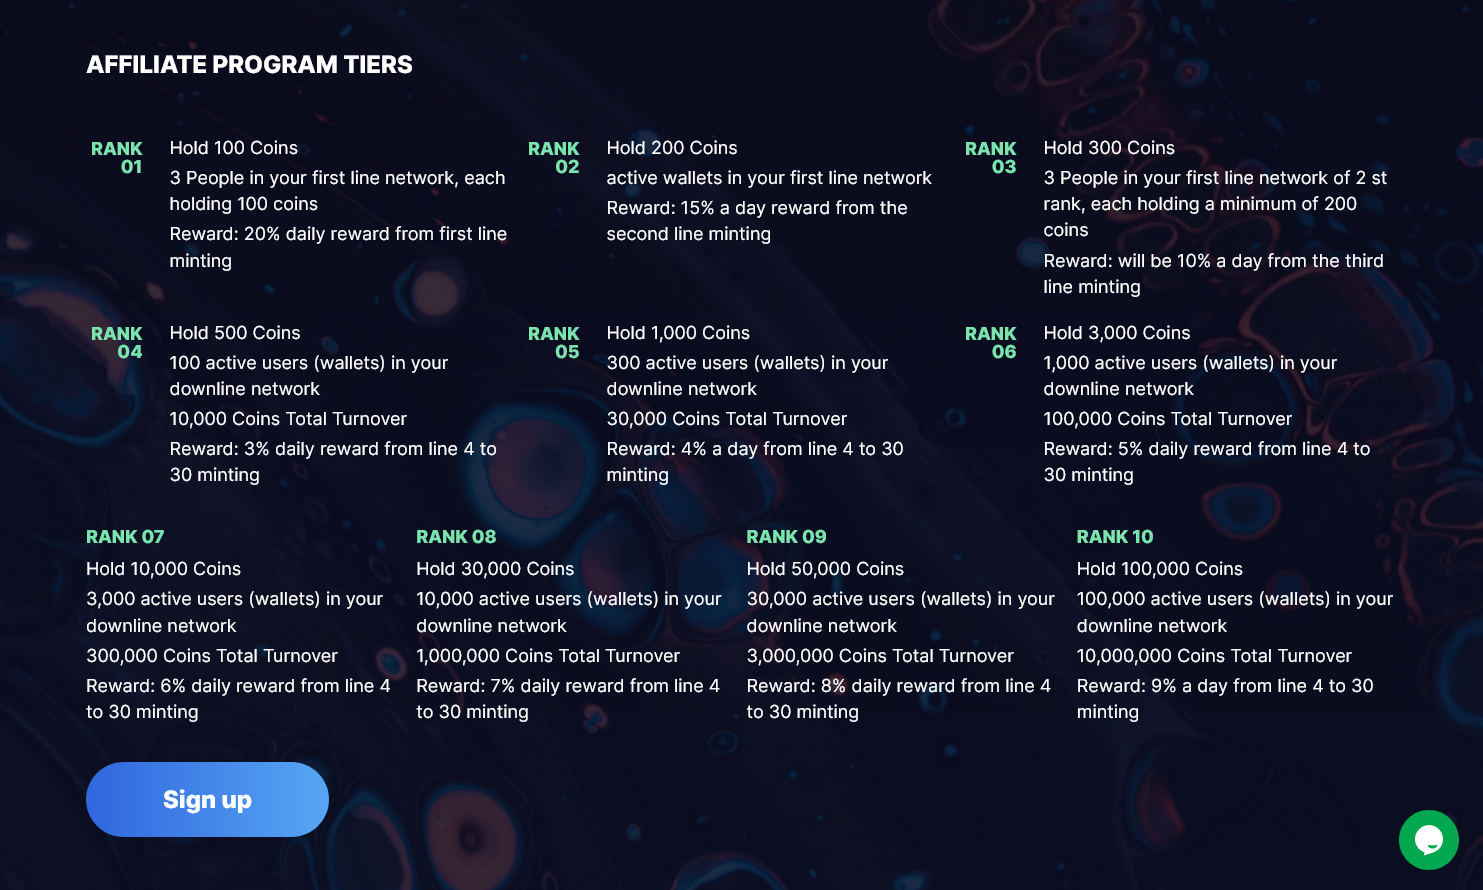 AFFILIATE PROGRAM TIERS
RANK
01
Hold 100 Coins
3 People in your first line network, each
holding 100 coins
Reward: 20% daily reward from first line
minting
RANK
02
Hold 200 Coins
active wallets in your first line network
Reward: 15% a day reward from the
second line minting
RANK
03
Hold 300 Coins
3 People in your first line network of 2 st
rank, each holding a minimum of 200
coins
Reward: will be 10% a day from the third
line minting
RANK
04
Hold 500 Coins
100 active users (wallets) in your
downline network
10,000 Coins Total Turnover
Reward: 3% daily reward from line 4 to
30 minting
RANK
05
Hold 1,000 Coins
300 active users (wallets) in your
downline network
30,000 Coins Total Turnover
Reward: 4% a day from line 4 to 30
minting
RANK
06
Hold 3,000 Coins
1,000 active users (wallets) in your
downline network
100,000 Coins Total Turnover
Reward: 5% daily reward from line 4 to
30 minting
RANK 07
Hold 10,000 Coins
3,000 active users (wallets) in your
downline network
300,000 Coins Total Turnover
Reward: 6% daily reward from line 4
to 30 minting
RANK 08
Hold 30,000 Coins
10,000 active users (wallets) in your
downline network
1,000,000 Coins Total Turnover
Reward: 7% daily reward from line 4
to 30 minting
RANK 09
Hold 50,000 Coins
30,000 active users (wallets) in your
downline network
3,000,000 Coins Total Turnover
Reward: 8% daily reward from line 4
to 30 minting
RANK 10
Hold 100,000 Coins
100,000 active users (wallets) in your
downline network
10,000,000 Coins Total Turnover
Reward: 9% a day from line 4 to 30
minting
Sign up